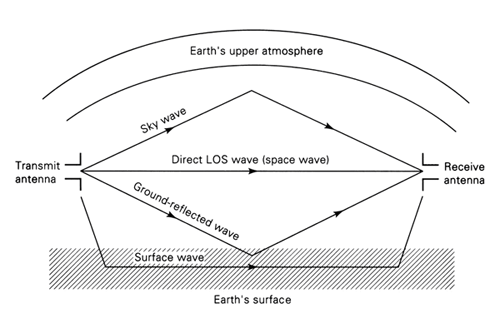 Earth's upper atmosphere
Sky wave
Transmit
antenna
Direct LOS wave (space wave)
Receive
antenna
Ground-reflected wave
Surface wave
Earth's surface